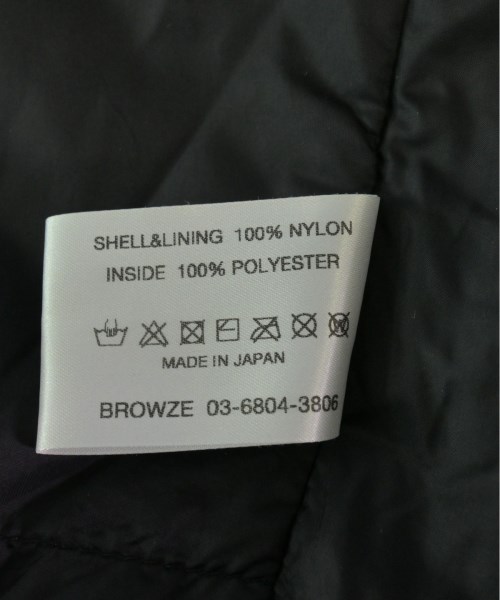 SHELL&LINING 100% NYLON
INSIDE 100% POLYESTER
MADE IN JAPAN
BROWZE 03-6804-3806